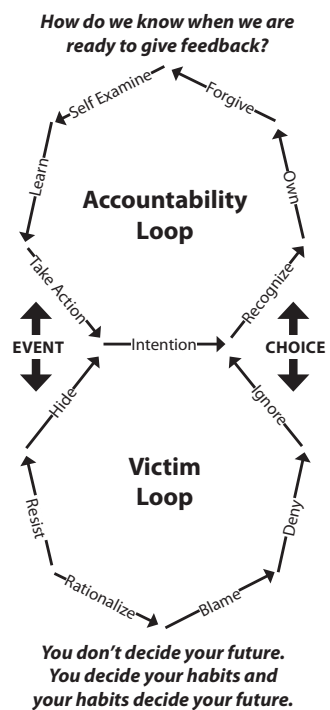 How do we know when we are
ready to give feedback?
Self Examine
Forgive
Learn
Own
Accountability
Loop
Take Action
Recognize
EVENT
Intention
CHOICE
Hide
Ignore
Victim
Loop
Resist
Deny
Rationalize
Blame
You don't decide your future.
You decide your habits and
your habits decide your future.